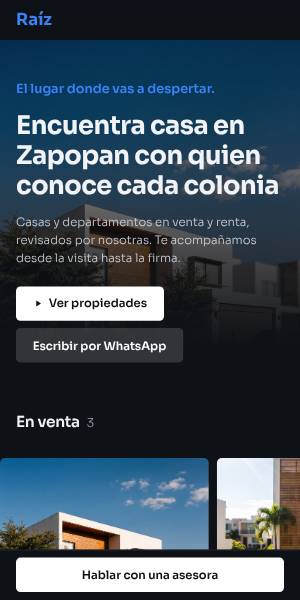 Raíz
El lugar donde vas a despertar.
Encuentra casa en
Zapopan con quien
conoce cada colonia
Casas y departamentos en venta y renta,
revisados por nosotras. Te acompañamos
desde la visita hasta la firma.
Ver propiedades
Escribir por WhatsApp
En venta 3
Hablar con una asesora